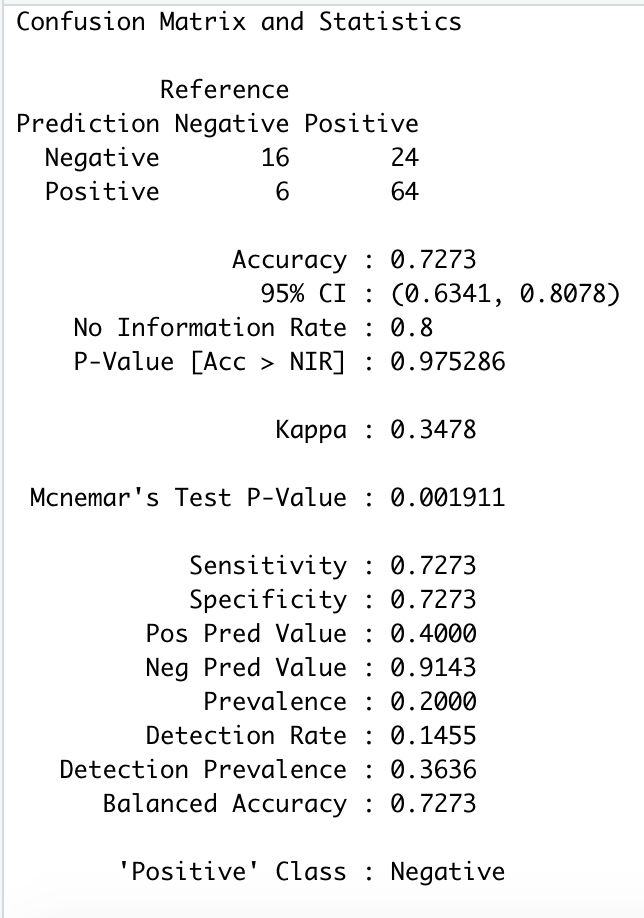 Confusion Matrix and Statistics
Reference
Prediction Negative Positive
Negative 16 24
Positive 6 64
Accuracy : 0.7273
95% CI : (0.6341, 0.8078)
No Information Rate : 0.8
P-Value [Acc > NIR] : 0.975286
Kappa : 0.3478
Mcnemar's Test P-Value : 0.001911
Sensitivity : 0.7273
Specificity : 0.7273
Pos Pred Value : 0.4000
Neg Pred Value : 0.9143
Prevalence : 0.2000
Detection Rate : 0.1455
Detection Prevalence : 0.3636
Balanced Accuracy : 0.7273
'Positive' Class : Negative